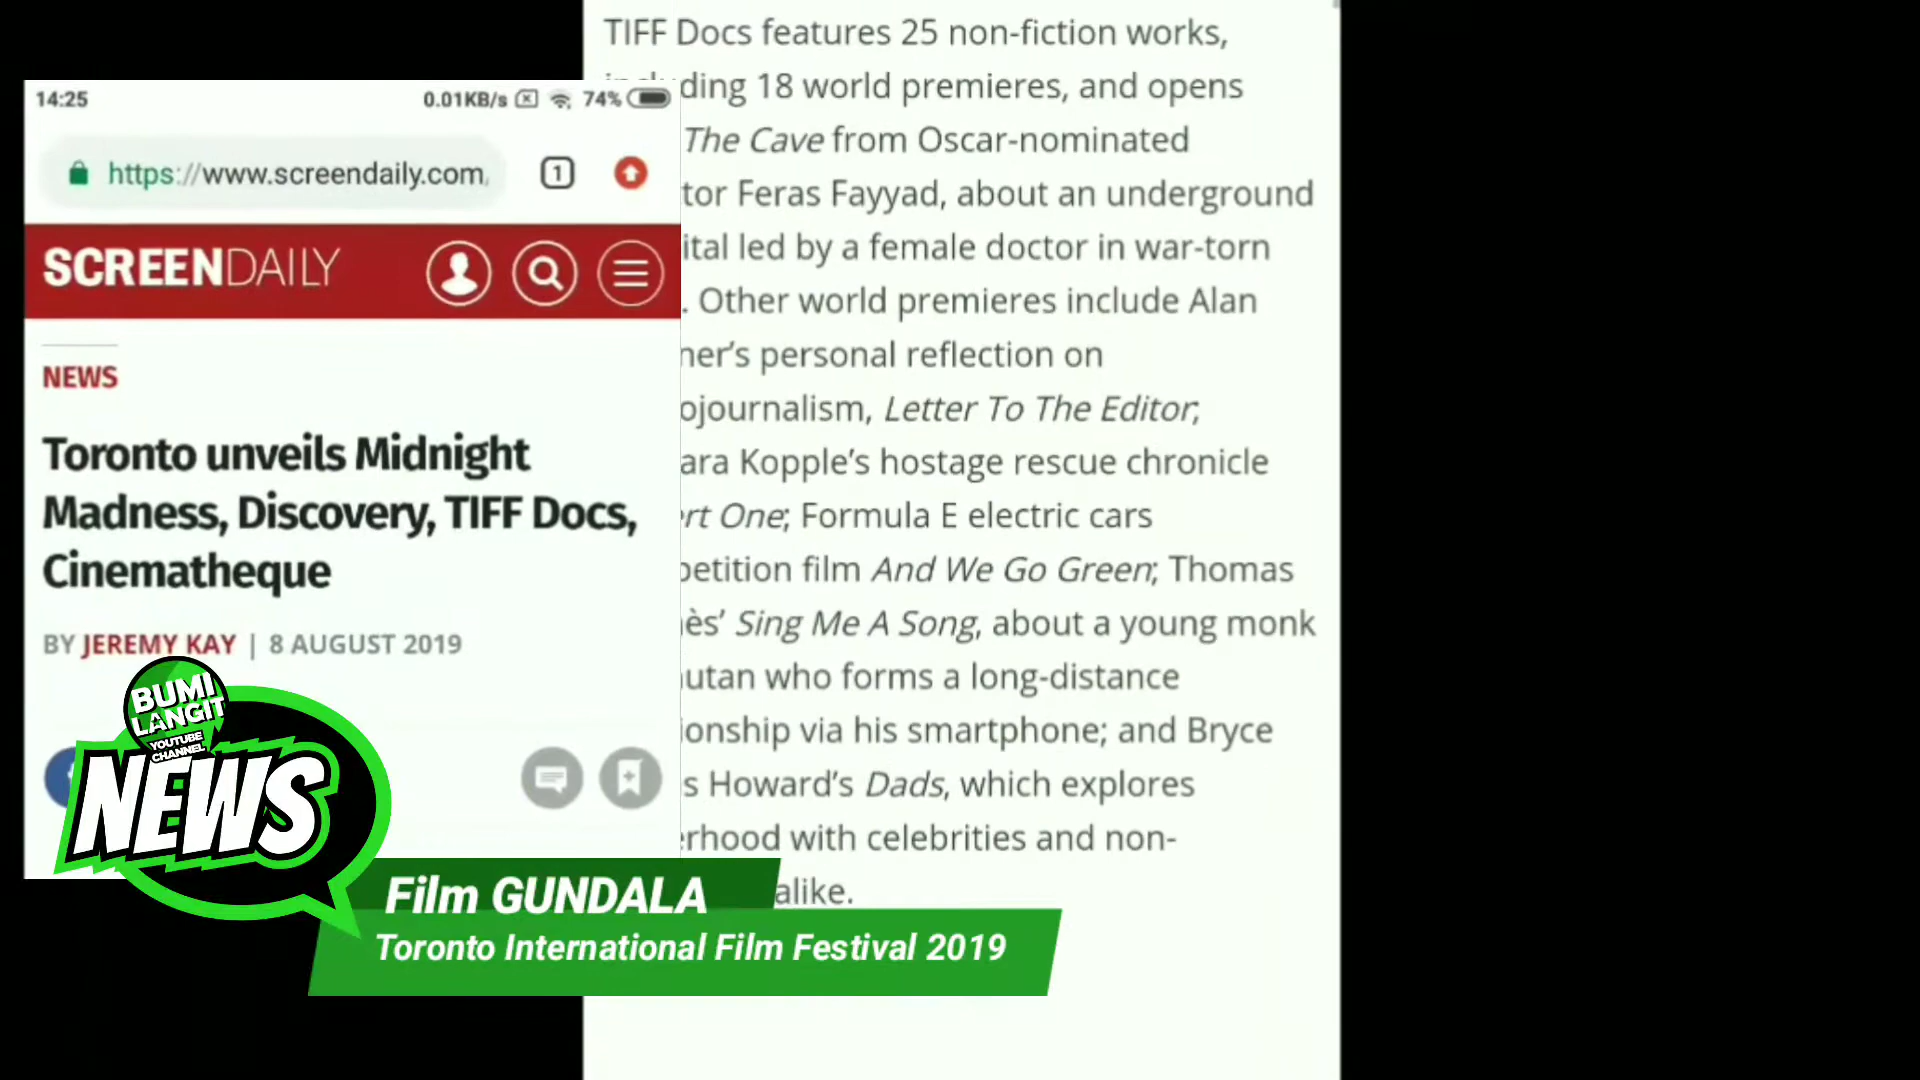 14:25
0.01KB/s
74%
https://www.screendaily.com,
1
SCREENDAILY
NEWS
Toronto unveils Midnight
Madness, Discovery, TIFF Docs,
Cinematheque
BY JEREMY KAY | 8 AUGUST 2019
TIFF Docs features 25 non-fiction works,
ding 18 world premieres, and opens
The Cave from Oscar-nominated
tor Feras Fayyad, about an underground
ital led by a female doctor in war-torn
. Other world premieres include Alan
ner's personal reflection on
ojournalism, Letter To The Editor;
ara Kopple's hostage rescue chronicle
ert One; Formula E electric cars
petition film And We Go Green; Thomas
ès' Sing Me A Song, about a young monk
utan who forms a long-distance
ionship via his smartphone; and Bryce
s Howard's Dads, which explores
erhood with celebrities and non-
alike.
BUMI
LANGIT
YOUTUBE
CHANNEL
NEWS
Film GUNDALA
Toronto International Film Festival 2019